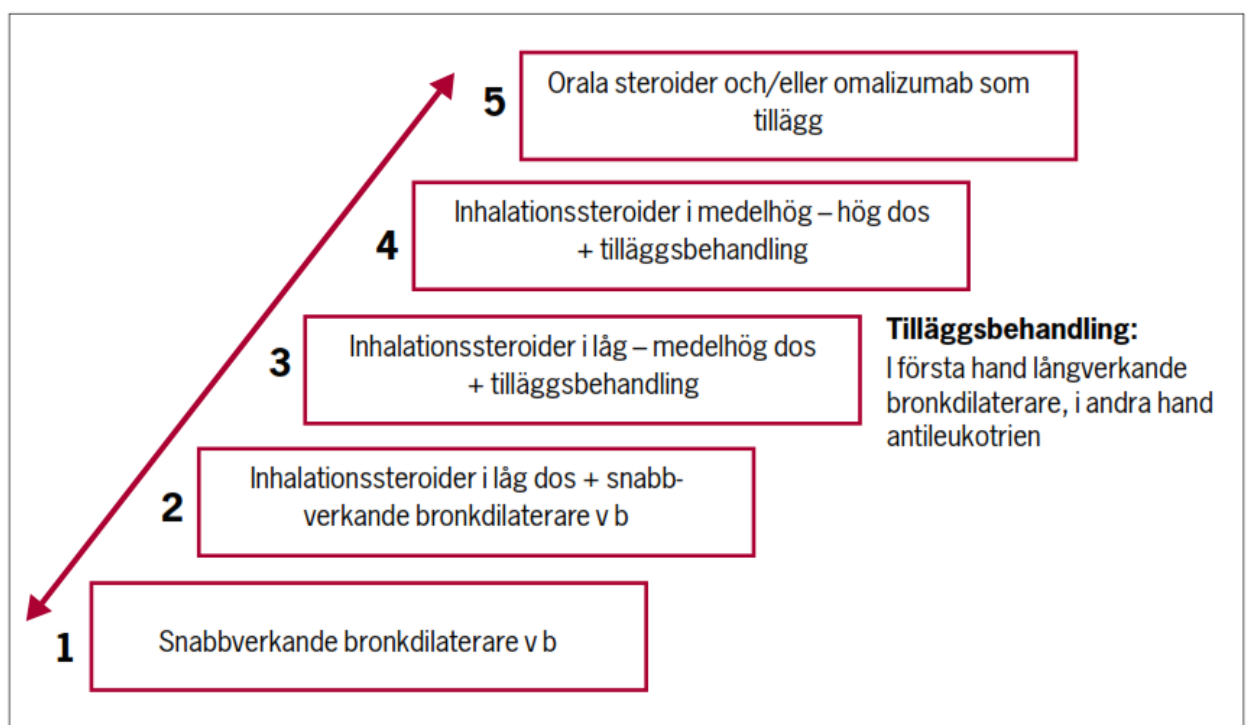 5
Orala steroider och/eller omalizumab som
tillägg
4
Inhalationssteroider i medelhög – hög dos
+ tilläggsbehandling
3
Inhalationssteroider i låg – medelhög dos
+ tilläggsbehandling
Tilläggsbehandling:
I första hand långverkande
bronkdilaterare, i andra hand
antileukotrien
2
Inhalationssteroider i låg dos + snabb-
verkande bronkdilaterare v b
1
Snabbverkande bronkdilaterare v b